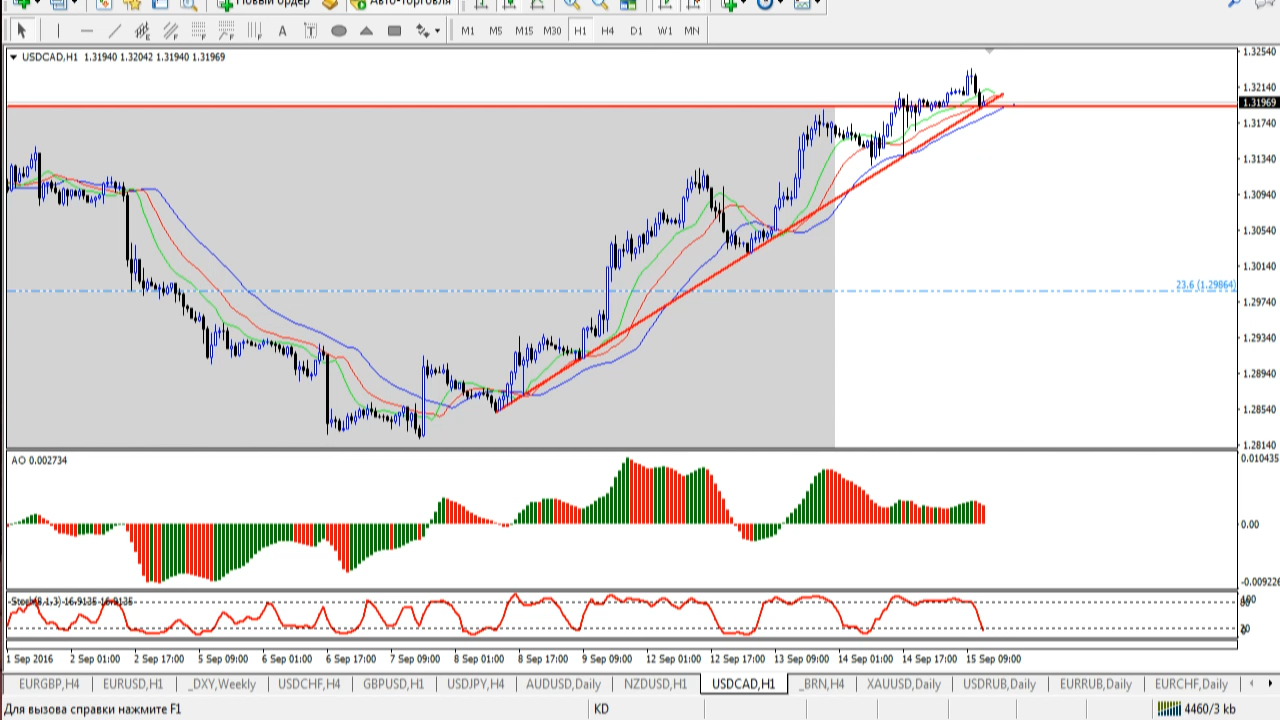 Новый ордер Авто-торговля
A T M1 M5 M15 M30 H1 H4 D1 W1 MN
USDCAD,H1 1.31940 1.32042 1.31940 1.31969
1.32540
1.32140
1.31969
1.31740
1.31340
1.30940
1.30540
1.30140
23.6 (1.29864)
1.29740
1.29340
1.28940
1.28540
1.28140
AO 0.002734
0.010435
0.00
-0.009226
Stoch(8,1,3) 16.9135 16.9135
20
1 Sep 2016 2 Sep 01:00 2 Sep 17:00 5 Sep 09:00 6 Sep 01:00 6 Sep 17:00 7 Sep 09:00 8 Sep 01:00 8 Sep 17:00 9 Sep 09:00 12 Sep 01:00 12 Sep 17:00 13 Sep 09:00 14 Sep 01:00 14 Sep 17:00 15 Sep 09:00
EURGBP,H4 EURUSD,H1 _DXY,Weekly USDCHF,H4 GBPUSD,H1 USDJPY,H4 AUDUSD,Daily NZDUSD,H1 USDCAD,H1 _BRN,H4 XAUUSD,Daily USDRUB,Daily EURRUB,Daily EURCHF,Daily
Для вызова справки нажмите F1 KD 4460/3 kb